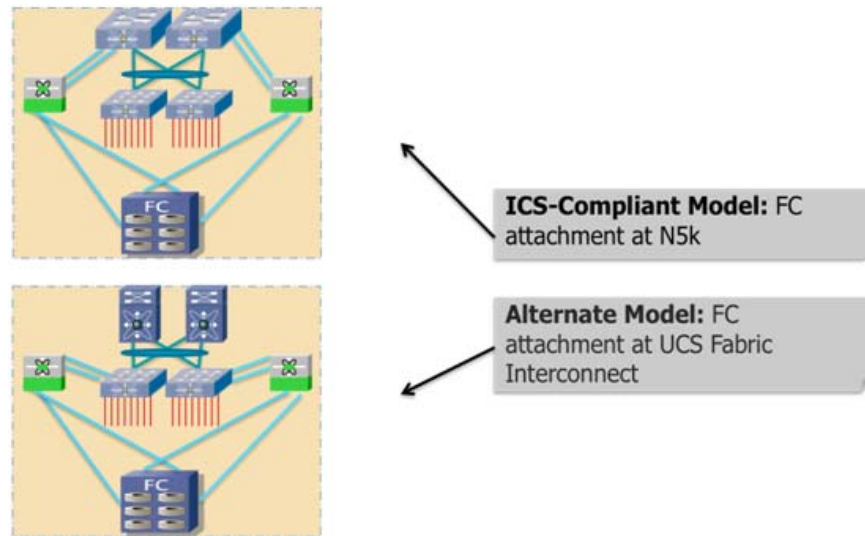 FC
ICS-Compliant Model: FC
attachment at N5k
Alternate Model: FC
attachment at UCS Fabric
Interconnect
FC